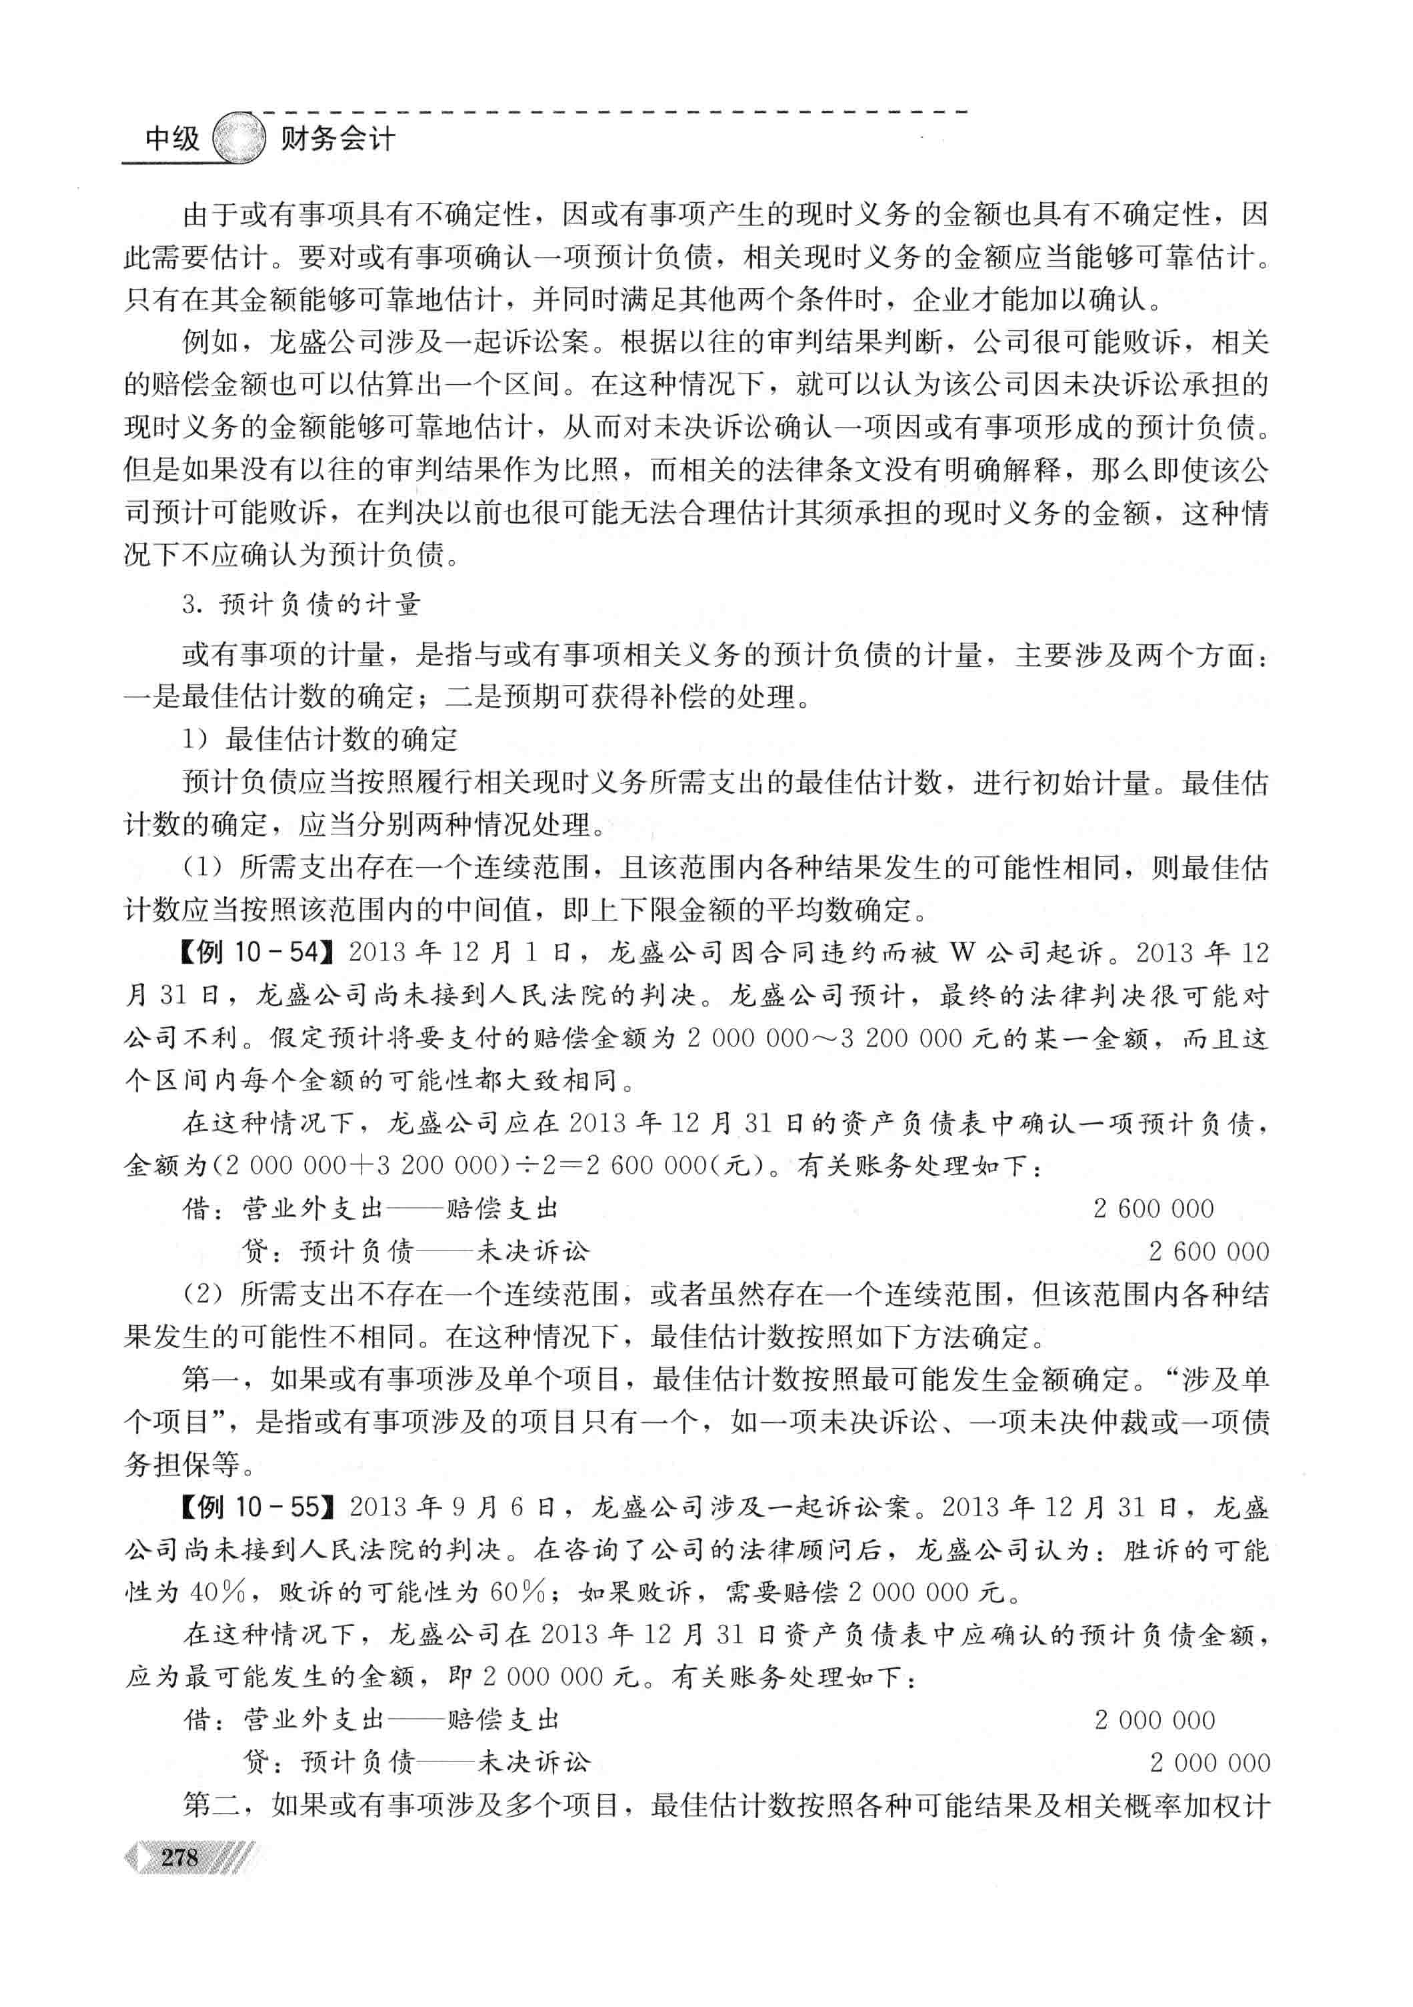 中级 财务会计
由于或有事项具有不确定性，因或有事项产生的现时义务的金额也具有不确定性，因
此需要估计。要对或有事项确认一项预计负债，相关现时义务的金额应当能够可靠估计。
只有在其金额能够可靠地估计，并同时满足其他两个条件时，企业才能加以确认。
例如，龙盛公司涉及一起诉讼案。根据以往的审判结果判断，公司很可能败诉，相关
的赔偿金额也可以估算出一个区间。在这种情况下，就可以认为该公司因未决诉讼承担的
现时义务的金额能够可靠地估计，从而对未决诉讼确认一项因或有事项形成的预计负债。
但是如果没有以往的审判结果作为比照，而相关的法律条文没有明确解释，那么即使该公
司预计可能败诉，在判决以前也很可能无法合理估计其须承担的现时义务的金额，这种情
况下不应确认为预计负债。
3. 预计负债的计量
或有事项的计量，是指与或有事项相关义务的预计负债的计量，主要涉及两个方面：
一是最佳估计数的确定；二是预期可获得补偿的处理。
1）最佳估计数的确定
预计负债应当按照履行相关现时义务所需支出的最佳估计数，进行初始计量。最佳估
计数的确定，应当分别两种情况处理。
（1）所需支出存在一个连续范围，且该范围内各种结果发生的可能性相同，则最佳估
计数应当按照该范围内的中间值，即上下限金额的平均数确定。
【例 10－54】2013 年 12 月 1 日，龙盛公司因合同违约而被 W 公司起诉。2013 年 12
月 31 日，龙盛公司尚未接到人民法院的判决。龙盛公司预计，最终的法律判决很可能对
公司不利。假定预计将要支付的赔偿金额为 2 000 000～3 200 000 元的某一金额，而且这
个区间内每个金额的可能性都大致相同。
在这种情况下，龙盛公司应在 2013 年 12 月 31 日的资产负债表中确认一项预计负债，
金额为(2 000 000+3 200 000)÷2=2 600 000(元)。有关账务处理如下：
借：营业外支出——赔偿支出 2 600 000
贷：预计负债——未决诉讼 2 600 000
（2）所需支出不存在一个连续范围，或者虽然存在一个连续范围，但该范围内各种结
果发生的可能性不相同。在这种情况下，最佳估计数按照如下方法确定。
第一，如果或有事项涉及单个项目，最佳估计数按照最可能发生金额确定。“涉及单
个项目”，是指或有事项涉及的项目只有一个，如一项未决诉讼、一项未决仲裁或一项债
务担保等。
【例 10－55】2013 年 9 月 6 日，龙盛公司涉及一起诉讼案。2013 年 12 月 31 日，龙盛
公司尚未接到人民法院的判决。在咨询了公司的法律顾问后，龙盛公司认为：胜诉的可能
性为 40%，败诉的可能性为 60%；如果败诉，需要赔偿 2 000 000 元。
在这种情况下，龙盛公司在 2013 年 12 月 31 日资产负债表中应确认的预计负债金额，
应为最可能发生的金额，即 2 000 000 元。有关账务处理如下：
借：营业外支出——赔偿支出 2 000 000
贷：预计负债——未决诉讼 2 000 000
第二，如果或有事项涉及多个项目，最佳估计数按照各种可能结果及相关概率加权计
278